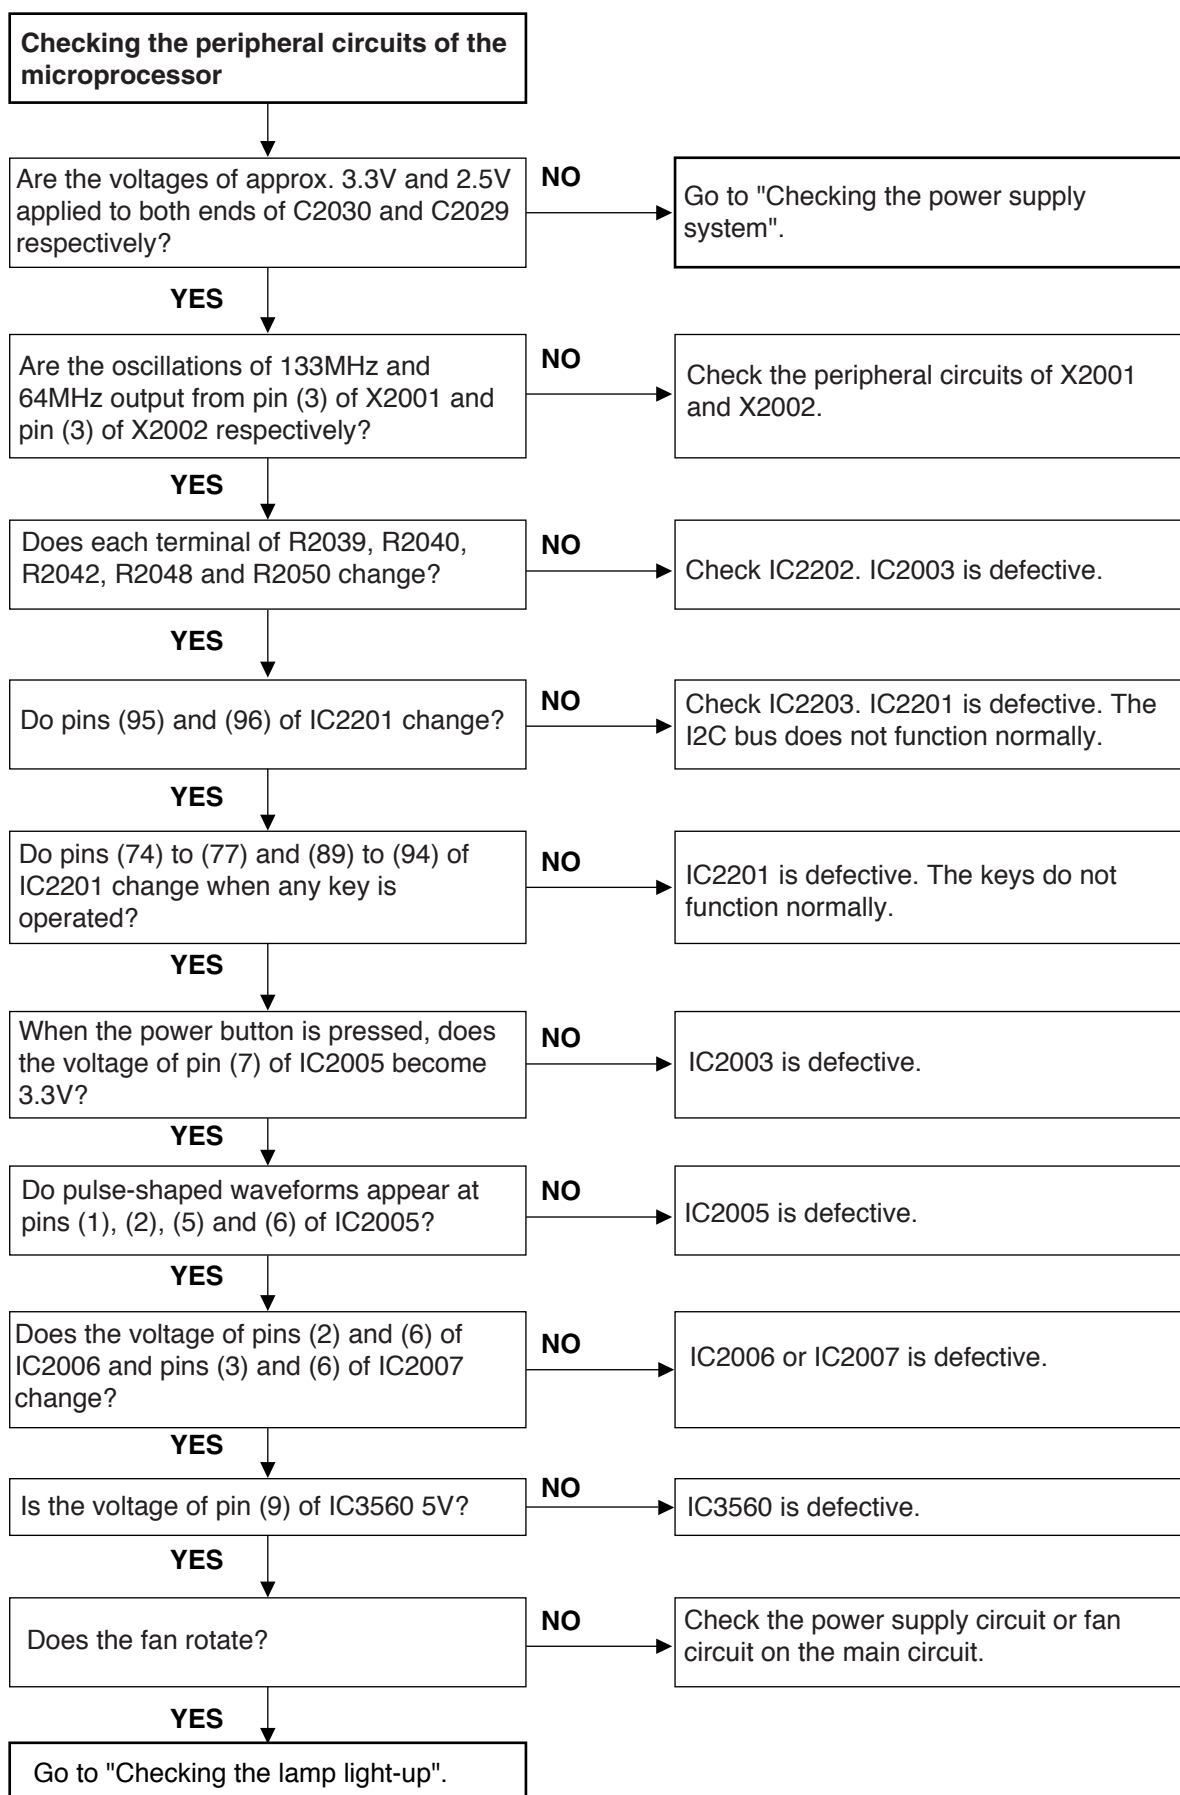 Checking the peripheral circuits of the
microprocessor
Are the voltages of approx. 3.3V and 2.5V
applied to both ends of C2030 and C2029
respectively?
NO
Go to "Checking the power supply
system".
YES
Are the oscillations of 133MHz and
64MHz output from pin (3) of X2001 and
pin (3) of X2002 respectively?
NO
Check the peripheral circuits of X2001
and X2002.
YES
Does each terminal of R2039, R2040,
R2042, R2048 and R2050 change?
NO
Check IC2202. IC2003 is defective.
YES
Do pins (95) and (96) of IC2201 change?
NO
Check IC2203. IC2201 is defective. The
I2C bus does not function normally.
YES
Do pins (74) to (77) and (89) to (94) of
IC2201 change when any key is
operated?
NO
IC2201 is defective. The keys do not
function normally.
YES
When the power button is pressed, does
the voltage of pin (7) of IC2005 become
3.3V?
NO
IC2003 is defective.
YES
Do pulse-shaped waveforms appear at
pins (1), (2), (5) and (6) of IC2005?
NO
IC2005 is defective.
YES
Does the voltage of pins (2) and (6) of
IC2006 and pins (3) and (6) of IC2007
change?
NO
IC2006 or IC2007 is defective.
YES
Is the voltage of pin (9) of IC3560 5V?
NO
IC3560 is defective.
YES
Does the fan rotate?
NO
Check the power supply circuit or fan
circuit on the main circuit.
YES
Go to "Checking the lamp light-up".